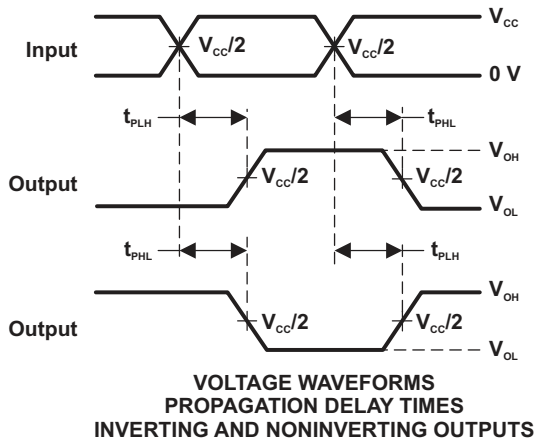 V_CC
Input V_CC/2 V_CC/2
0 V
t_PLH t_PHL
V_OH
Output V_CC/2 V_CC/2
V_OL
t_PHL t_PLH
V_OH
Output V_CC/2 V_CC/2
V_OL
VOLTAGE WAVEFORMS
PROPAGATION DELAY TIMES
INVERTING AND NONINVERTING OUTPUTS